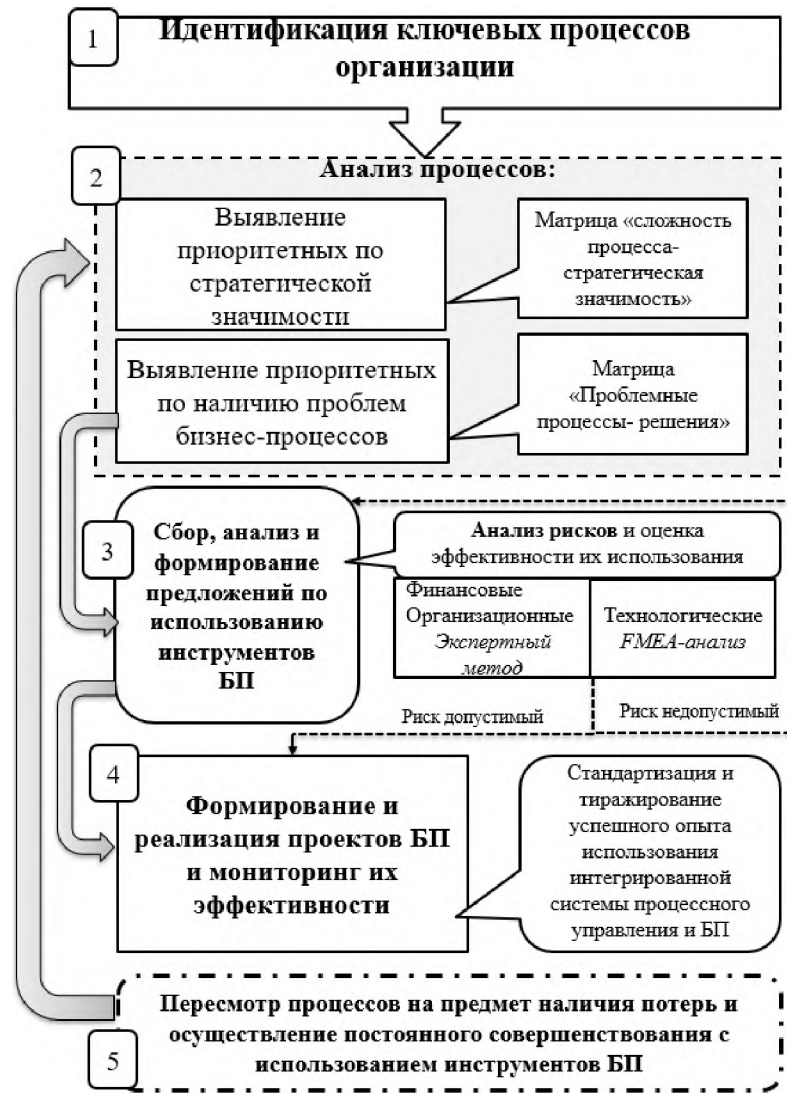 1
Идентификация ключевых процессов
организации
2
Анализ процессов:
Выявление
приоритетных по
стратегической
значимости
Матрица «сложность
процесса-
стратегическая
значимость»
Выявление приоритетных
по наличию проблем
бизнес-процессов
Матрица
«Проблемные
процессы- решения»
3
Сбор, анализ и
формирование
предложений по
использованию
инструментов
БП
Анализ рисков и оценка
эффективности их использования
Финансовые
Организационные
Экспертный
метод
Технологические
FMEA-анализ
Риск допустимый
Риск недопустимый
4
Формирование и
реализация проектов БП
и мониторинг их
эффективности
Стандартизация и
тиражирование
успешного опыта
использования
интегрированной
системы процессного
управления и БП
5
Пересмотр процессов на предмет наличия потерь и
осуществление постоянного совершенствования с
использованием инструментов БП